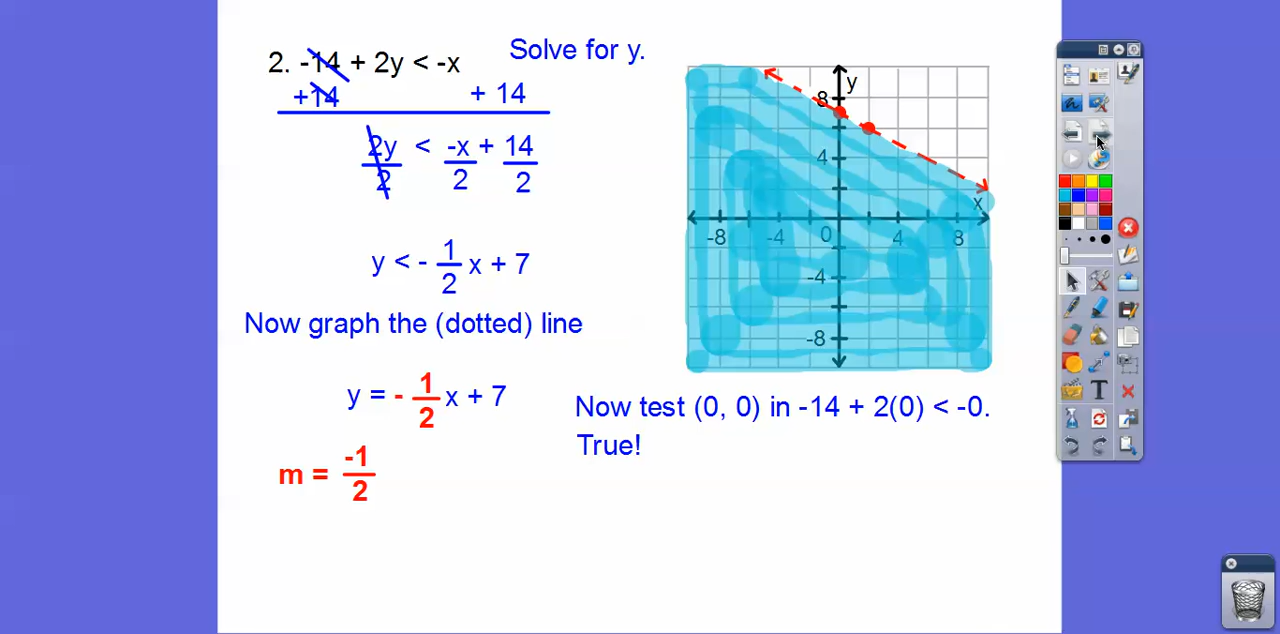 2. -14 + 2y < -x
Solve for y.
+14 + 14
2y/2 < -x/2 + 14/2
y < - 1/2 x + 7
Now graph the (dotted) line
y = - 1/2 x + 7
m = -1/2
y
8
4
x
-8 -4 0 4 8
-4
-8
Now test (0, 0) in -14 + 2(0) < -0.
True!
T